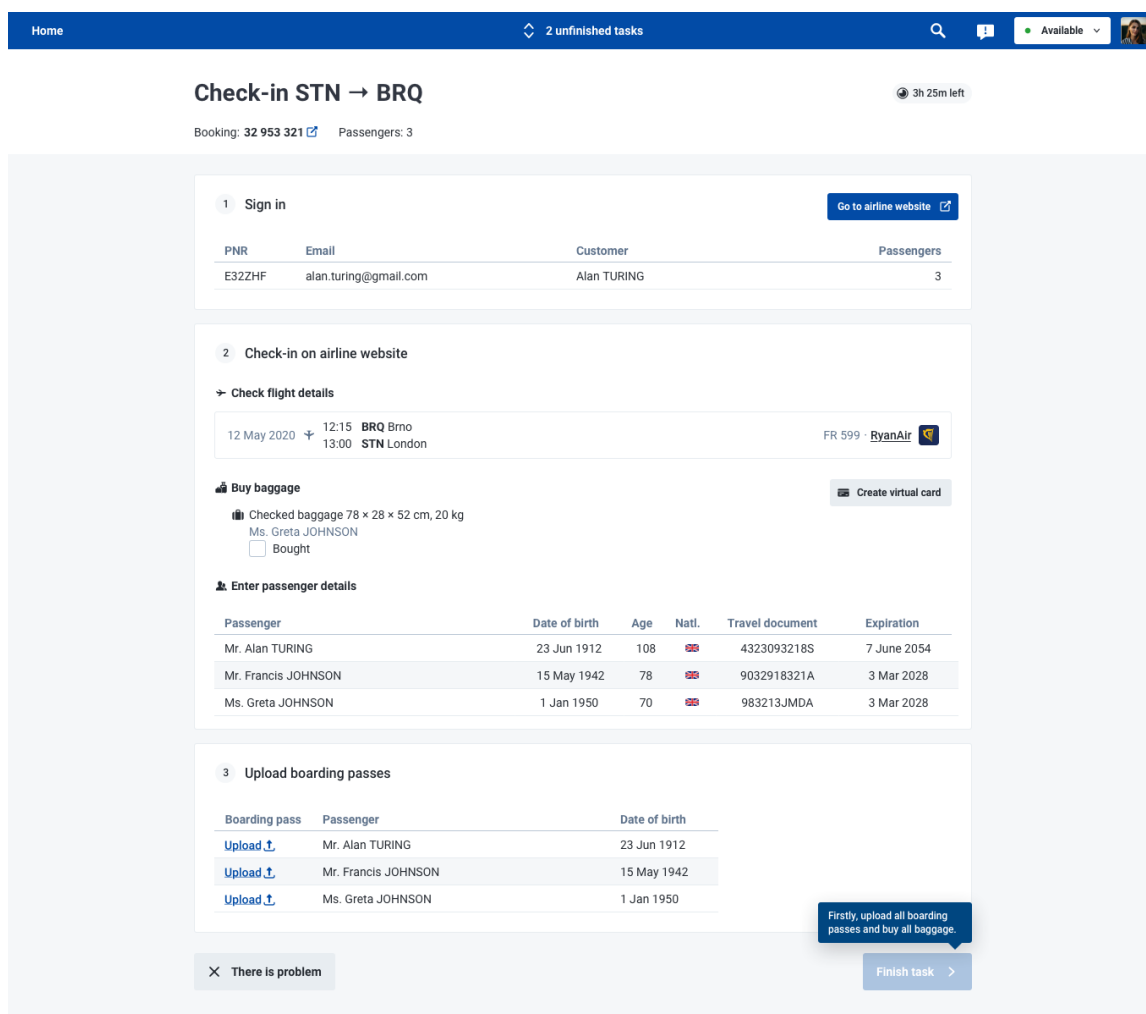 Home
2 unfinished tasks
Available
Check-in STN → BRQ
3h 25m left
Booking: 32 953 321 Passengers: 3
1 Sign in
Go to airline website
PNR Email Customer Passengers
E32ZHF alan.turing@gmail.com Alan TURING 3
2 Check-in on airline website
Check flight details
12 May 2020 12:15 BRQ Brno
13:00 STN London
FR 599 · RyanAir
Buy baggage
Create virtual card
Checked baggage 78 × 28 × 52 cm, 20 kg
Ms. Greta JOHNSON
Bought
Enter passenger details
Passenger Date of birth Age Natl. Travel document Expiration
Mr. Alan TURING 23 Jun 1912 108 4323093218S 7 June 2054
Mr. Francis JOHNSON 15 May 1942 78 9032918321A 3 Mar 2028
Ms. Greta JOHNSON 1 Jan 1950 70 983213JMDA 3 Mar 2028
3 Upload boarding passes
Boarding pass Passenger Date of birth
Upload Mr. Alan TURING 23 Jun 1912
Upload Mr. Francis JOHNSON 15 May 1942
Upload Ms. Greta JOHNSON 1 Jan 1950
Firstly, upload all boarding
passes and buy all baggage.
There is problem
Finish task